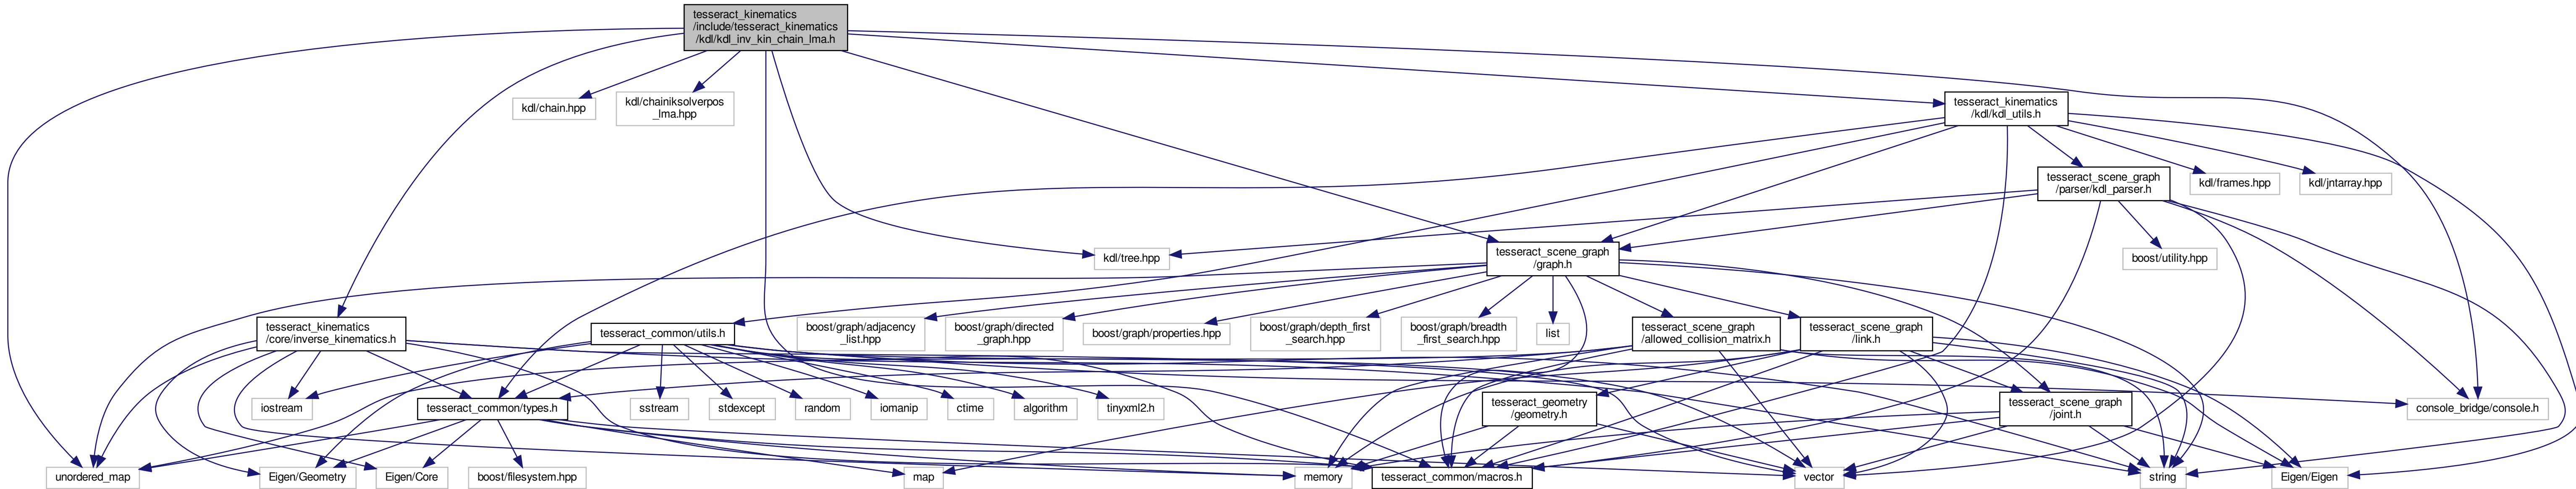 tesseract_kinematics
/include/tesseract_kinematics
/kdl/kdl_inv_kin_chain_lma.h
kdl/chain.hpp
kdl/chainiksolverpos
_lma.hpp
tesseract_kinematics
/kdl/kdl_utils.h
tesseract_scene_graph
/parser/kdl_parser.h
kdl/frames.hpp
kdl/jntarray.hpp
kdl/tree.hpp
tesseract_scene_graph
/graph.h
boost/utility.hpp
tesseract_kinematics
/core/inverse_kinematics.h
tesseract_common/utils.h
boost/graph/adjacency
_list.hpp
boost/graph/directed
_graph.hpp
boost/graph/properties.hpp
boost/graph/depth_first
_search.hpp
boost/graph/breadth
_first_search.hpp
list
tesseract_scene_graph
/allowed_collision_matrix.h
tesseract_scene_graph
/link.h
iostream
tesseract_common/types.h
sstream
stdexcept
random
iomanip
ctime
algorithm
tinyxml2.h
tesseract_geometry
/geometry.h
tesseract_scene_graph
/joint.h
console_bridge/console.h
unordered_map
Eigen/Geometry
Eigen/Core
boost/filesystem.hpp
map
memory
tesseract_common/macros.h
vector
string
Eigen/Eigen